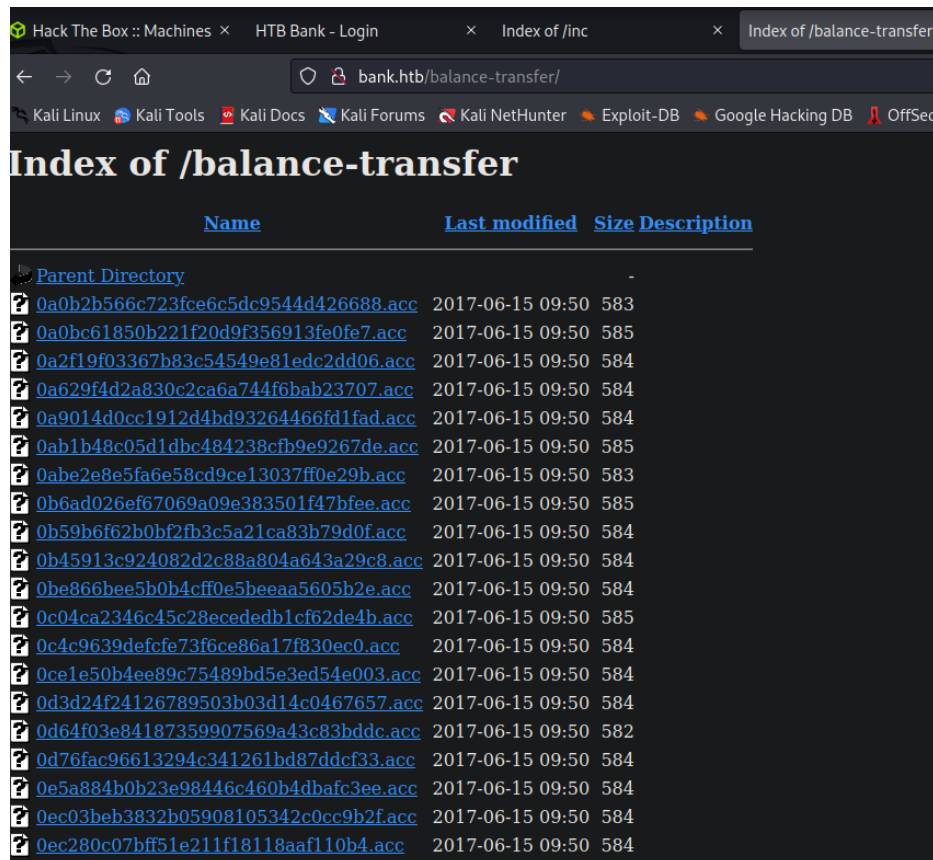 Hack The Box :: Machines × HTB Bank - Login × Index of /inc × Index of /balance-transfer
bank.htb/balance-transfer/
Kali Linux Kali Tools Kali Docs Kali Forums Kali NetHunter Exploit-DB Google Hacking DB OffSec
Index of /balance-transfer
Name Last modified Size Description
Parent Directory -
0a0b2b566c723fce6c5dc9544d426688.acc 2017-06-15 09:50 583
0a0bc61850b221f20d9f356913fe0fe7.acc 2017-06-15 09:50 585
0a2f19f03367b83c54549e81edc2dd06.acc 2017-06-15 09:50 584
0a629f4d2a830c2ca6a744f6bab23707.acc 2017-06-15 09:50 584
0a9014d0cc1912d4bd93264466fd1fad.acc 2017-06-15 09:50 584
0ab1b48c05d1dbc484238cfb9e9267de.acc 2017-06-15 09:50 585
0abe2e8e5fa6e58cd9ce13037ff0e29b.acc 2017-06-15 09:50 583
0b6ad026ef67069a09e383501f47bfee.acc 2017-06-15 09:50 585
0b59b6f62b0bf2fb3c5a21ca83b79d0f.acc 2017-06-15 09:50 584
0b45913c924082d2c88a804a643a29c8.acc 2017-06-15 09:50 584
0be866bee5b0b4cff0e5beeaa5605b2e.acc 2017-06-15 09:50 584
0c04ca2346c45c28ecededb1cf62de4b.acc 2017-06-15 09:50 585
0c4c9639defcfe73f6ce86a17f830ec0.acc 2017-06-15 09:50 584
0ce1e50b4ee89c75489bd5e3ed54e003.acc 2017-06-15 09:50 584
0d3d24f24126789503b03d14c0467657.acc 2017-06-15 09:50 584
0d64f03e84187359907569a43c83bddc.acc 2017-06-15 09:50 582
0d76fac96613294c341261bd87ddcf33.acc 2017-06-15 09:50 584
0e5a884b0b23e98446c460b4dbafc3ee.acc 2017-06-15 09:50 584
0ec03beb3832b05908105342c0cc9b2f.acc 2017-06-15 09:50 584
0ec280c07bff51e211f18118aaf110b4.acc 2017-06-15 09:50 584